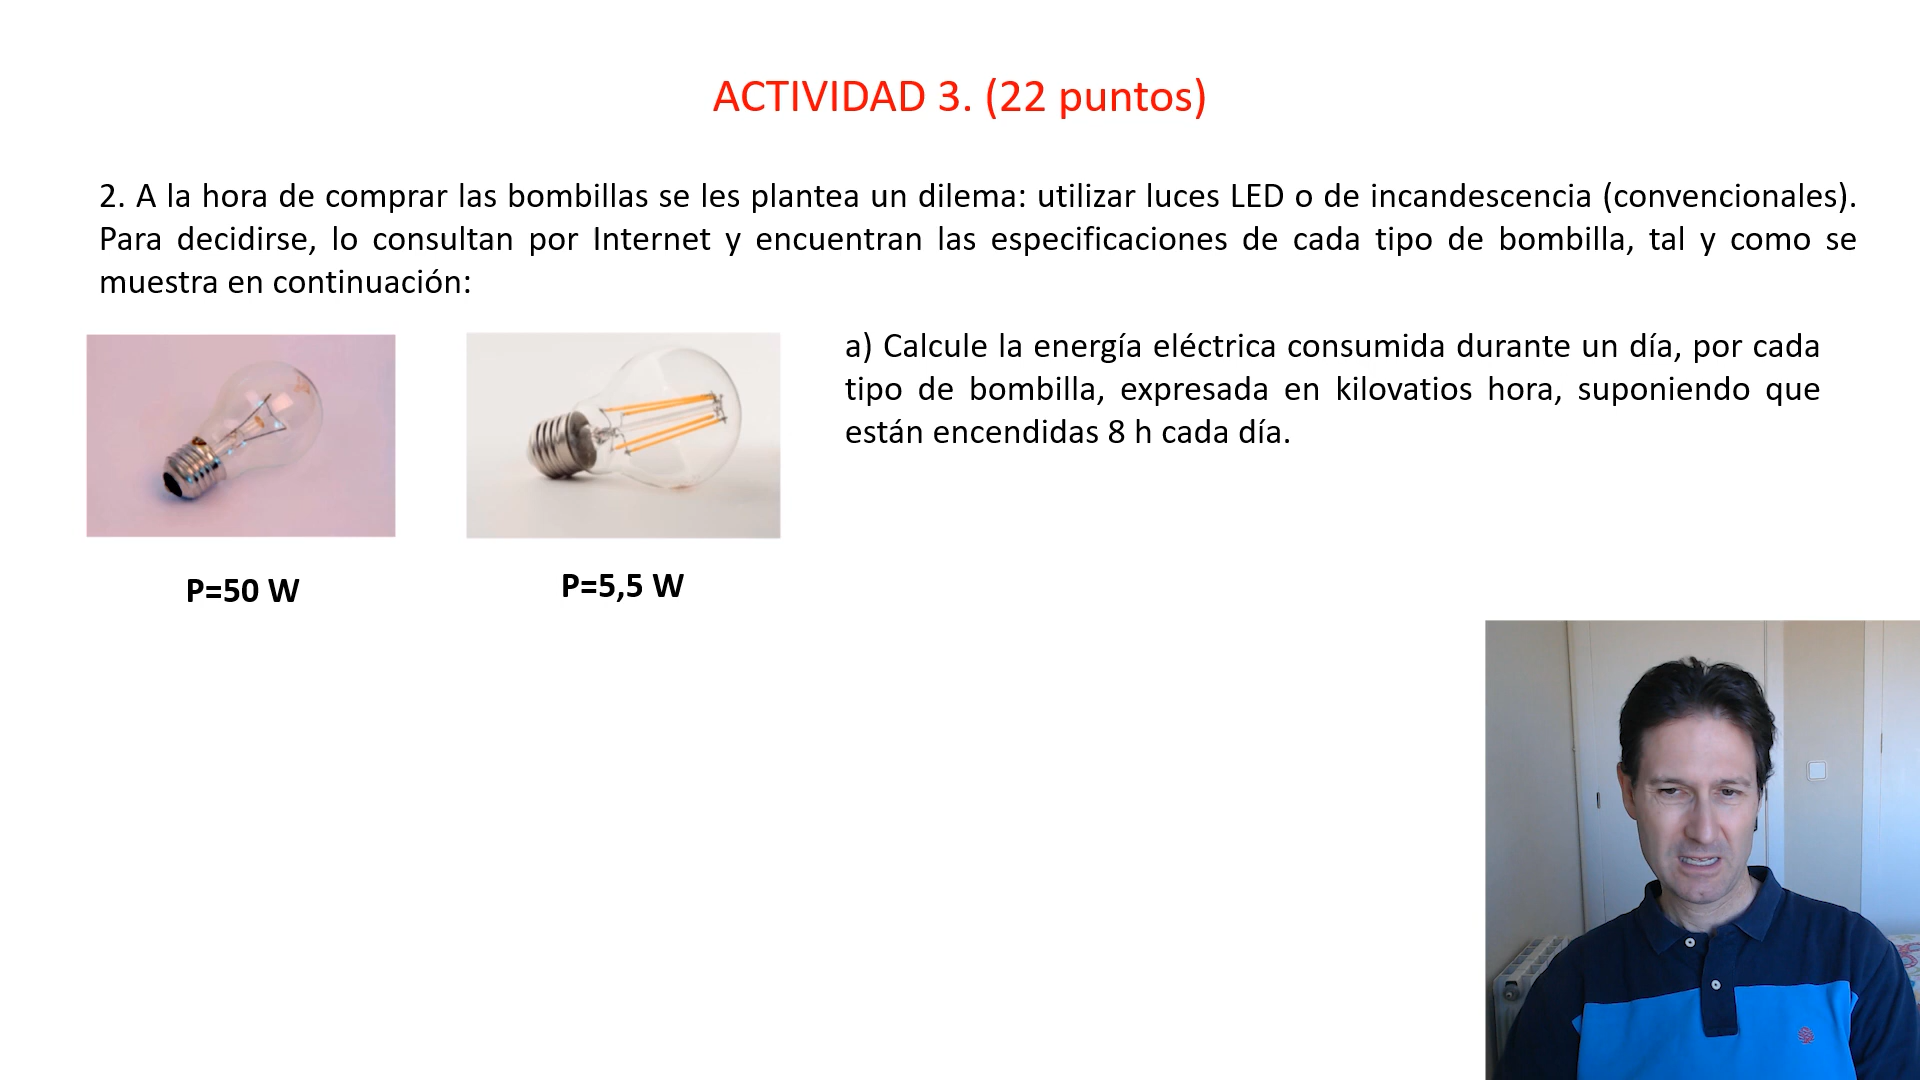 ACTIVIDAD 3. (22 puntos)
2. A la hora de comprar las bombillas se les plantea un dilema: utilizar luces LED o de incandescencia (convencionales).
Para decidirse, lo consultan por Internet y encuentran las especificaciones de cada tipo de bombilla, tal y como se
muestra en continuación:
a) Calcule la energía eléctrica consumida durante un día, por cada
tipo de bombilla, expresada en kilovatios hora, suponiendo que
están encendidas 8 h cada día.
P=50 W
P=5,5 W